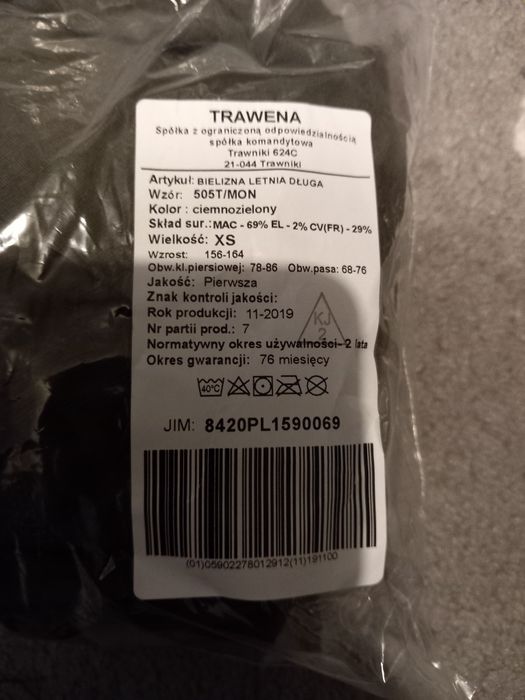 TRAWENA
Spółka z ograniczoną odpowiedzialnością
spółka komandytowa
Trawniki 624C
21-044 Trawniki
Artykuł: BIELIZNA LETNIA DŁUGA
Wzór: 505T/MON
Kolor : ciemnozielony
Skład sur.: MAC - 69% EL - 2% CV(FR) - 29%
Wielkość: XS
Wzrost: 156-164
Obw.kl.piersiowej: 78-86 Obw.pasa: 68-76
Jakość: Pierwsza
Znak kontroli jakości:
KJ
2
Rok produkcji: 11-2019
Nr partii prod.: 7
Normatywny okres używalności- 2 lata
Okres gwarancji: 76 miesięcy
40°C
JIM: 8420PL1590069
(01)05902278012912(11)191100